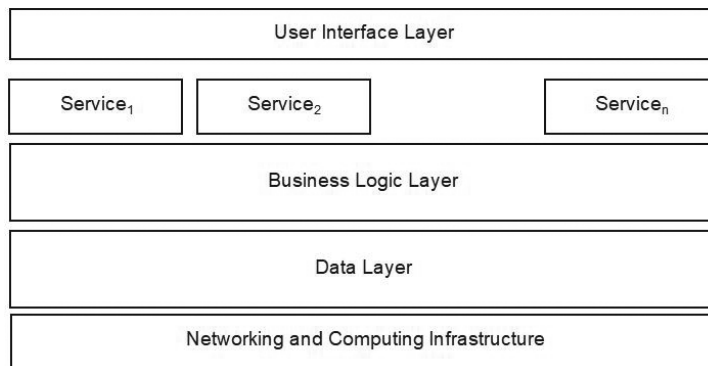 User Interface Layer
Service₁ Service₂ Serviceₙ
Business Logic Layer
Data Layer
Networking and Computing Infrastructure